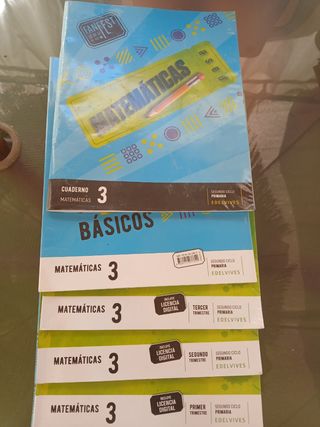 FANFEST
MATEMÁTICAS
CUADERNO
MATEMÁTICAS 3
SEGUNDO CICLO
PRIMARIA
EDELVIVES
BÁSICOS
MATEMÁTICAS 3
SEGUNDO CICLO
PRIMARIA
EDELVIVES
MATEMÁTICAS 3
INCLUYE
LICENCIA
DIGITAL
TERCER
TRIMESTRE
SEGUNDO CICLO
PRIMARIA
EDELVIVES
MATEMÁTICAS 3
INCLUYE
LICENCIA
DIGITAL
SEGUNDO
TRIMESTRE
SEGUNDO CICLO
PRIMARIA
EDELVIVES
MATEMÁTICAS 3
INCLUYE
LICENCIA
DIGITAL
PRIMER
TRIMESTRE
SEGUNDO CICLO
PRIMARIA
EDELVIVES